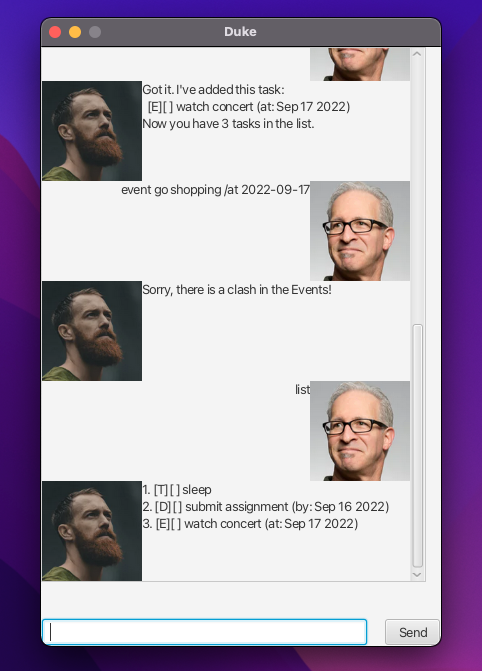 Duke
Got it. I've added this task:
[E][ ] watch concert (at: Sep 17 2022)
Now you have 3 tasks in the list.
event go shopping /at 2022-09-17
Sorry, there is a clash in the Events!
list
1. [T][ ] sleep
2. [D][ ] submit assignment (by: Sep 16 2022)
3. [E][ ] watch concert (at: Sep 17 2022)
Send